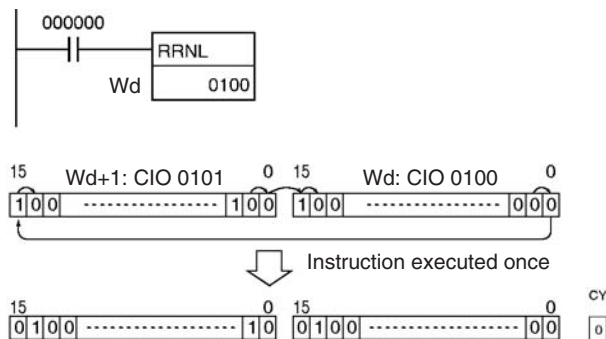 000000
RRNL
Wd 0100
15 Wd+1: CIO 0101 0 15 Wd: CIO 0100 0
1 0 0 1 0 0 1 0 0 0 0 0
Instruction executed once
15 0 15 0 CY
0 1 0 0 1 0 0 1 0 0 0 0 0